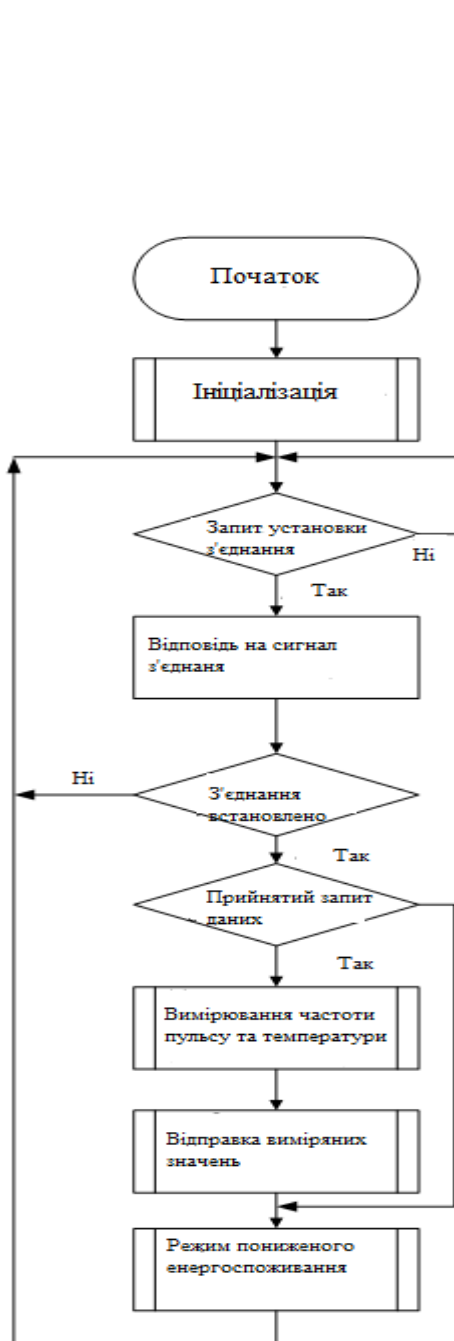 Початок
Ініціалізація
Запит установки
з'єднання
Ні
Так
Відповідь на сигнал
з'єднаня
Ні
З'єднання
встановлено
Так
Прийнятий запит
даних
Так
Вимірювання частоти
пульсу та температури
Відправка виміряних
значень
Режим пониженого
енергоспоживання